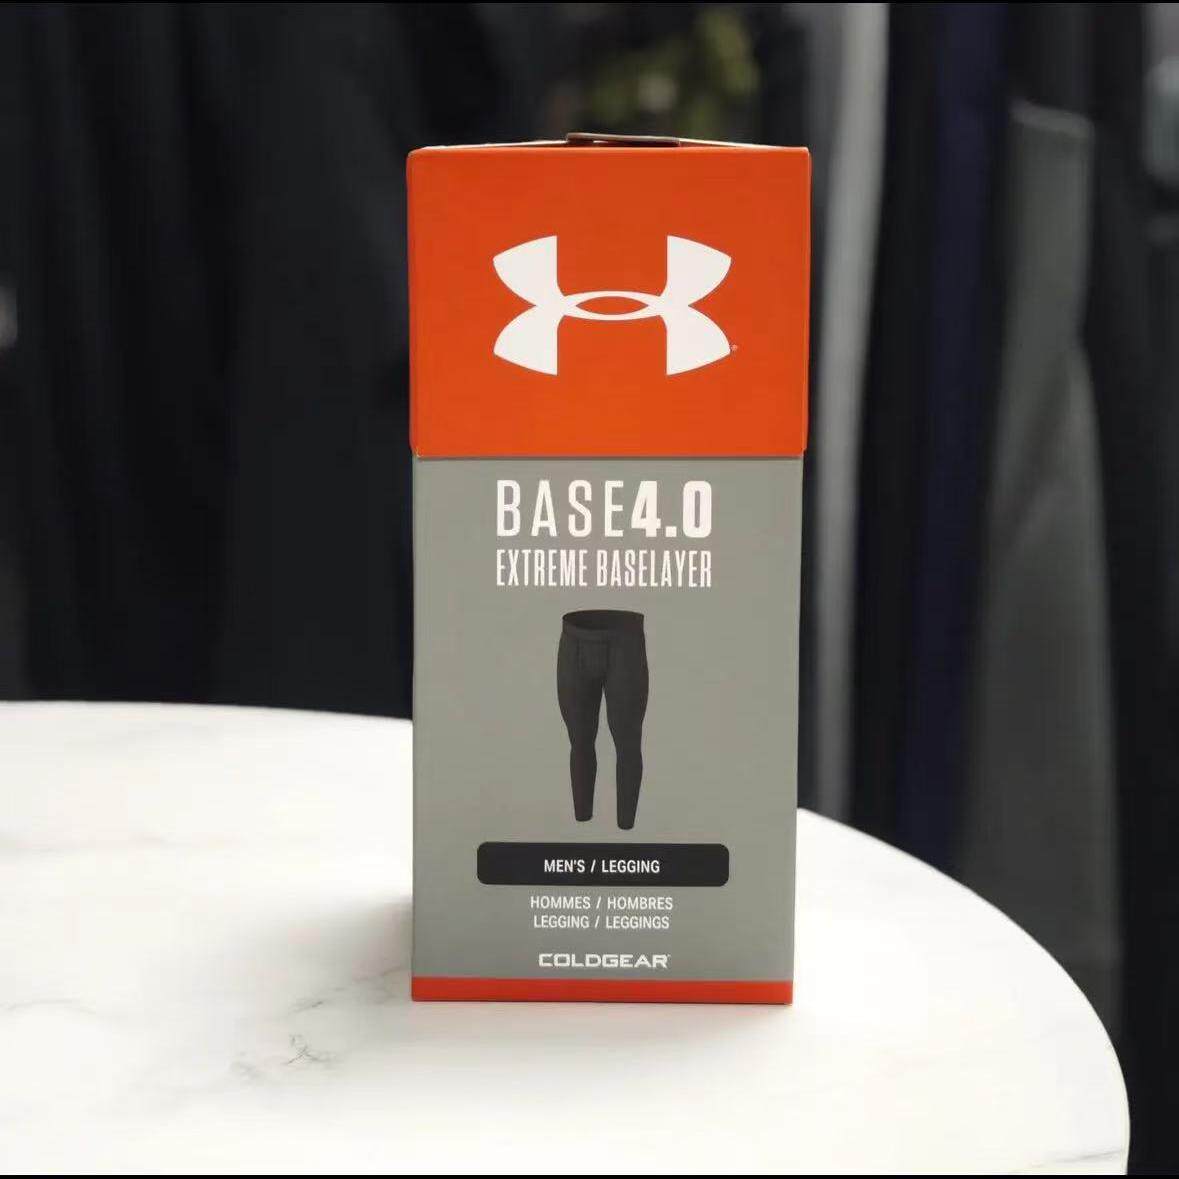 BASE4.0
EXTREME BASELAYER
MEN'S / LEGGING
HOMMES / HOMBRES
LEGGING / LEGGINGS
COLDGEAR